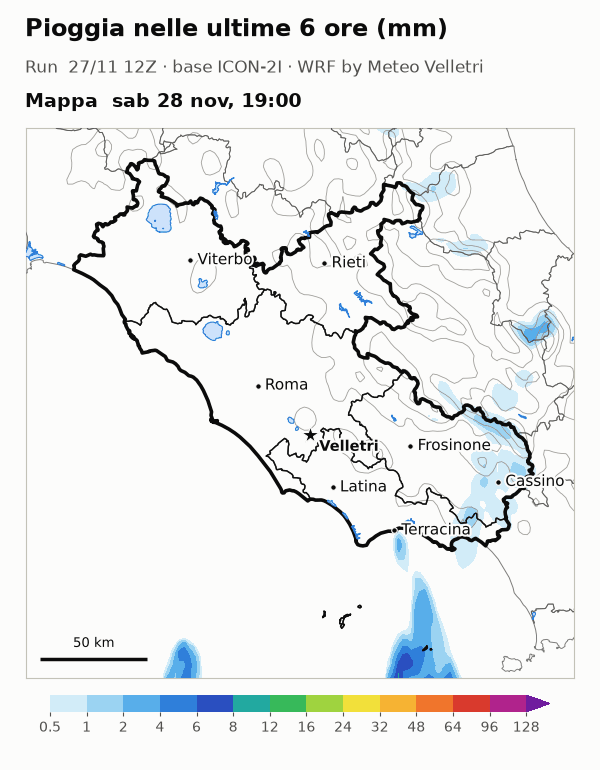 Pioggia nelle ultime 6 ore (mm)
Run  27/11 12Z · base ICON-2I · WRF by Meteo Velletri
Mappa  sab 28 nov, 19:00
Viterbo
Rieti
Roma
Velletri
Frosinone
Latina
Cassino
Terracina
50 km
0.5 1 2 4 6 8 12 16 24 32 48 64 96 128